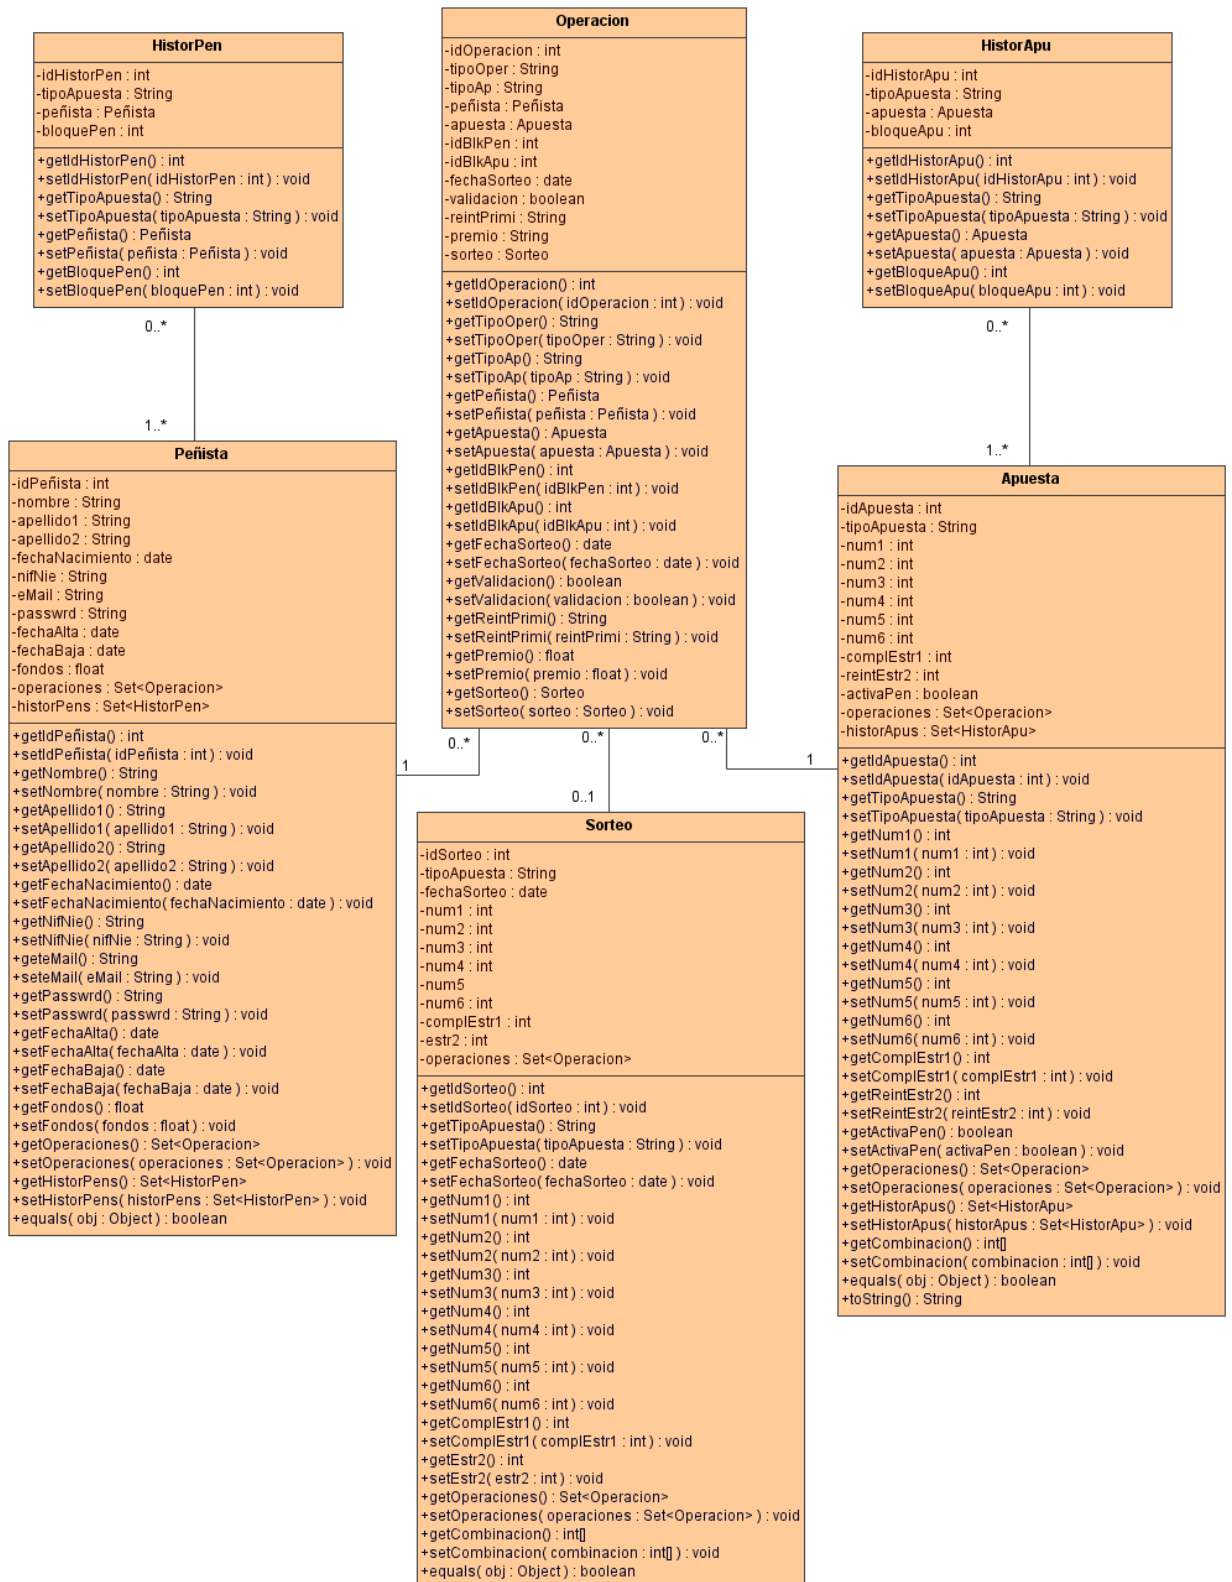 HistorPen
-idHistorPen : int
-tipoApuesta : String
-peñista : Peñista
-bloquePen : int
+getIdHistorPen() : int
+setIdHistorPen( idHistorPen : int ) : void
+getTipoApuesta() : String
+setTipoApuesta( tipoApuesta : String ) : void
+getPeñista() : Peñista
+setPeñista( peñista : Peñista ) : void
+getBloquePen() : int
+setBloquePen( bloquePen : int ) : void
0..*
1..*
Operacion
-idOperacion : int
-tipoOper : String
-tipoAp : String
-peñista : Peñista
-apuesta : Apuesta
-idBlkPen : int
-idBlkApu : int
-fechaSorteo : date
-validacion : boolean
-reintPrimi : String
-premio : String
-sorteo : Sorteo
+getIdOperacion() : int
+setIdOperacion( idOperacion : int ) : void
+getTipoOper() : String
+setTipoOper( tipoOper : String ) : void
+getTipoAp() : String
+setTipoAp( tipoAp : String ) : void
+getPeñista() : Peñista
+setPeñista( peñista : Peñista ) : void
+getApuesta() : Apuesta
+setApuesta( apuesta : Apuesta ) : void
+getIdBlkPen() : int
+setIdBlkPen( idBlkPen : int ) : void
+getIdBlkApu() : int
+setIdBlkApu( idBlkApu : int ) : void
+getFechaSorteo() : date
+setFechaSorteo( fechaSorteo : date ) : void
+getValidacion() : boolean
+setValidacion( validacion : boolean ) : void
+getReintPrimi() : String
+setReintPrimi( reintPrimi : String ) : void
+getPremio() : float
+setPremio( premio : float ) : void
+getSorteo() : Sorteo
+setSorteo( sorteo : Sorteo ) : void
0..*
0..*
0..*
1
0..1
1
HistorApu
-idHistorApu : int
-tipoApuesta : String
-apuesta : Apuesta
-bloqueApu : int
+getIdHistorApu() : int
+setIdHistorApu( idHistorApu : int ) : void
+getTipoApuesta() : String
+setTipoApuesta( tipoApuesta : String ) : void
+getApuesta() : Apuesta
+setApuesta( apuesta : Apuesta ) : void
+getBloqueApu() : int
+setBloqueApu( bloqueApu : int ) : void
0..*
1..*
Peñista
-idPeñista : int
-nombre : String
-apellido1 : String
-apellido2 : String
-fechaNacimiento : date
-nifNie : String
-eMail : String
-passwrd : String
-fechaAlta : date
-fechaBaja : date
-fondos : float
-operaciones : Set<Operacion>
-historPens : Set<HistorPen>
+getIdPeñista() : int
+setIdPeñista( idPeñista : int ) : void
+getNombre() : String
+setNombre( nombre : String ) : void
+getApellido1() : String
+setApellido1( apellido1 : String ) : void
+getApellido2() : String
+setApellido2( apellido2 : String ) : void
+getFechaNacimiento() : date
+setFechaNacimiento( fechaNacimiento : date ) : void
+getNifNie() : String
+setNifNie( nifNie : String ) : void
+geteMail() : String
+seteMail( eMail : String ) : void
+getPasswrd() : String
+setPasswrd( passwrd : String ) : void
+getFechaAlta() : date
+setFechaAlta( fechaAlta : date ) : void
+getFechaBaja() : date
+setFechaBaja( fechaBaja : date ) : void
+getFondos() : float
+setFondos( fondos : float ) : void
+getOperaciones() : Set<Operacion>
+setOperaciones( operaciones : Set<Operacion> ) : void
+getHistorPens() : Set<HistorPen>
+setHistorPens( historPens : Set<HistorPen> ) : void
+equals( obj : Object ) : boolean
Sorteo
-idSorteo : int
-tipoApuesta : String
-fechaSorteo : date
-num1 : int
-num2 : int
-num3 : int
-num4 : int
-num5
-num6 : int
-complEstr1 : int
-estr2 : int
-operaciones : Set<Operacion>
+getIdSorteo() : int
+setIdSorteo( idSorteo : int ) : void
+getTipoApuesta() : String
+setTipoApuesta( tipoApuesta : String ) : void
+getFechaSorteo() : date
+setFechaSorteo( fechaSorteo : date ) : void
+getNum1() : int
+setNum1( num1 : int ) : void
+getNum2() : int
+setNum2( num2 : int ) : void
+getNum3() : int
+setNum3( num3 : int ) : void
+getNum4() : int
+setNum4( num4 : int ) : void
+getNum5() : int
+setNum5( num5 : int ) : void
+getNum6() : int
+setNum6( num6 : int ) : void
+getComplEstr1() : int
+setComplEstr1( complEstr1 : int ) : void
+getEstr2() : int
+setEstr2( estr2 : int ) : void
+getOperaciones() : Set<Operacion>
+setOperaciones( operaciones : Set<Operacion> ) : void
+getCombinacion() : int[]
+setCombinacion( combinacion : int[] ) : void
+equals( obj : Object ) : boolean
Apuesta
-idApuesta : int
-tipoApuesta : String
-num1 : int
-num2 : int
-num3 : int
-num4 : int
-num5 : int
-num6 : int
-complEstr1 : int
-reintEstr2 : int
-activaPen : boolean
-operaciones : Set<Operacion>
-historApus : Set<HistorApu>
+getIdApuesta() : int
+setIdApuesta( idApuesta : int ) : void
+getTipoApuesta() : String
+setTipoApuesta( tipoApuesta : String ) : void
+getNum1() : int
+setNum1( num1 : int ) : void
+getNum2() : int
+setNum2( num2 : int ) : void
+getNum3() : int
+setNum3( num3 : int ) : void
+getNum4() : int
+setNum4( num4 : int ) : void
+getNum5() : int
+setNum5( num5 : int ) : void
+getNum6() : int
+setNum6( num6 : int ) : void
+getComplEstr1() : int
+setComplEstr1( complEstr1 : int ) : void
+getReintEstr2() : int
+setReintEstr2( reintEstr2 : int ) : void
+getActivaPen() : boolean
+setActivaPen( activaPen : boolean ) : void
+getOperaciones() : Set<Operacion>
+setOperaciones( operaciones : Set<Operacion> ) : void
+getHistorApus() : Set<HistorApu>
+setHistorApus( historApus : Set<HistorApu> ) : void
+getCombinacion() : int[]
+setCombinacion( combinacion : int[] ) : void
+equals( obj : Object ) : boolean
+toString() : String